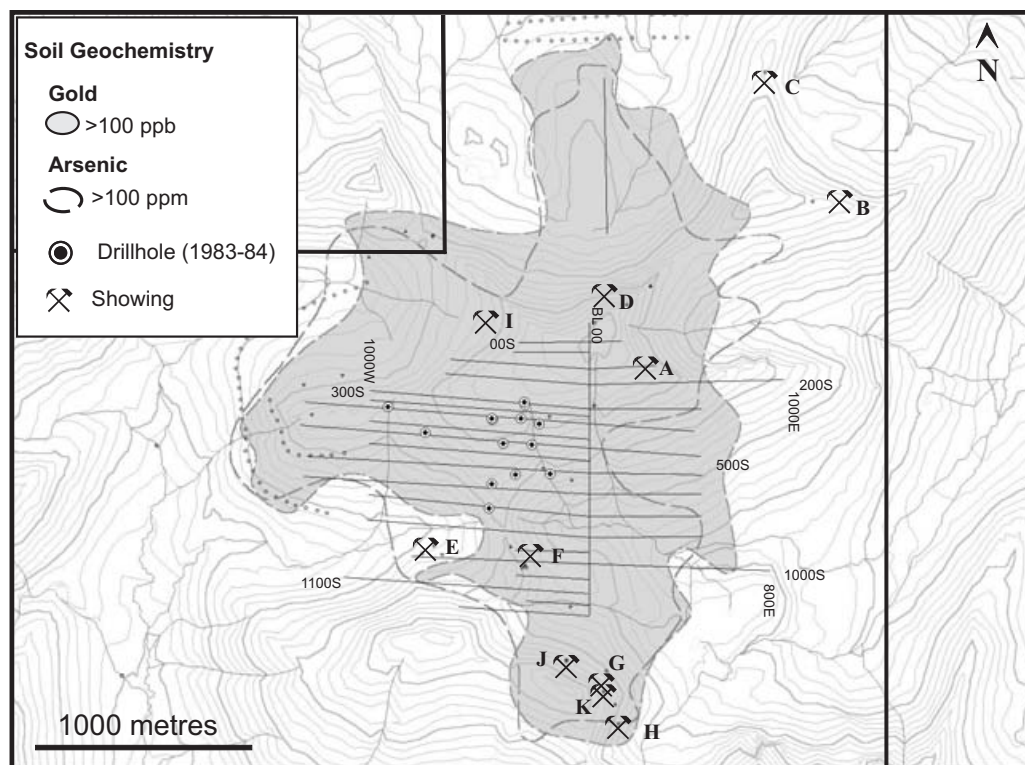 Soil Geochemistry
Gold
>100 ppb
Arsenic
>100 ppm
Drillhole (1983-84)
Showing
N
C
B
D
I
BL 00
00S
1000W
A
300S
200S
1000E
500S
E
F
1100S
1000S
800E
J
G
K
H
1000 metres